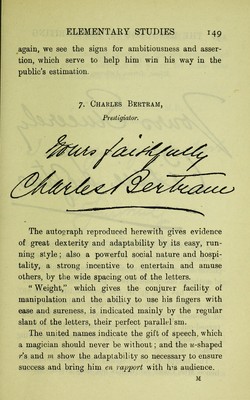 ELEMENTARY STUDIES 149
again, we see the signs for ambitiousness and asser-
tion, which serve to help him win his way in the
public's estimation.
7. CHARLES BERTRAM,
Prestigiator.
Yours faithfully
Charles Bertram
The autograph reproduced herewith gives evidence
of great dexterity and adaptability by its easy, run-
ning style; also a powerful social nature and hospi-
tality, a strong incentive to entertain and amuse
others, by the wide spacing out of the letters.
"Weight," which gives the conjurer facility of
manipulation and the ability to use his fingers with
ease and sureness, is indicated mainly by the regular
slant of the letters, their perfect parallelism.
The united names indicate the gift of speech, which
a magician should never be without; and the u-shaped
r's and m show the adaptability so necessary to ensure
success and bring him en rapport with his audience.
M